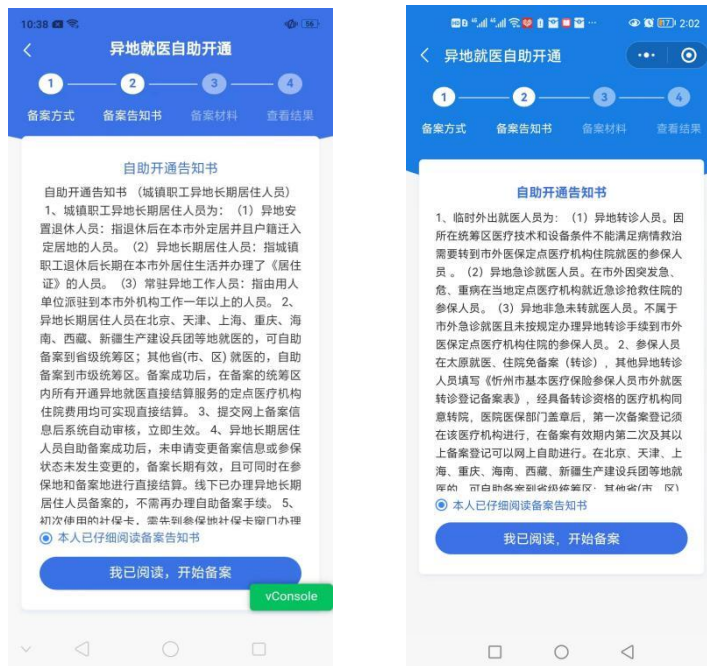 10:38
56
异地就医自助开通
1
2
3
4
备案方式
备案告知书
备案材料
查看结果
自助开通告知书
自助开通告知书 （城镇职工异地长期居住人员）
1、城镇职工异地长期居住人员为：（1）异地安
置退休人员：指退休后在本市外定居并且户籍迁入
定居地的人员。（2）异地长期居住人员：指城镇
职工退休后长期在本市外居住生活并办理了《居住
证》的人员。（3）常驻异地工作人员：指由用人
单位派驻到本市外机构工作一年以上的人员。 2、
异地长期居住人员在北京、天津、上海、重庆、海
南、西藏、新疆生产建设兵团等地就医的，可自助
备案到省级统筹区；其他省(市、区) 就医的，自助
备案到市级统筹区。备案成功后，在备案的统筹区
内所有开通异地就医直接结算服务的定点医疗机构
住院费用均可实现直接结算。 3、提交网上备案信
息后系统自动审核，立即生效。 4、异地长期居住
人员自助备案成功后，未申请变更备案信息或参保
状态未发生变更的，备案长期有效，且可同时在参
保地和备案地进行直接结算。线下已办理异地长期
居住人员备案的，不需再办理自助备案手续。 5、
初次使用的社保卡，需先到参保地社保卡窗口办理
本人已仔细阅读备案告知书
我已阅读，开始备案
vConsole
2:02
异地就医自助开通
1
2
3
4
备案方式
备案告知书
备案材料
查看结果
自助开通告知书
1、临时外出就医人员为：（1）异地转诊人员。因
所在统筹区医疗技术和设备条件不能满足病情救治
需要转到市外医保定点医疗机构住院就医的参保人
员 。（2）异地急诊就医人员。在市外因突发急、
危、重病在当地定点医疗机构就近急诊抢救住院的
参保人员。（3）异地非急未转就医人员。不属于
市外急诊就医且未按规定办理异地转诊手续到市外
医保定点医疗机构住院的参保人员。 2、参保人员
在太原就医、住院免备案（转诊），其他异地转诊
人员填写《忻州市基本医疗保险参保人员市外就医
转诊登记备案表》，经具备转诊资格的医疗机构同
意转院，医院医保部门盖章后，第一次备案登记须
在该医疗机构进行，在备案有效期内第二次及其以
上备案登记可以网上自助进行。在北京、天津、上
海、重庆、海南、西藏、新疆生产建设兵团等地就
医的，可自助备案到省级统筹区；其他省(市、区)
本人已仔细阅读备案告知书
我已阅读，开始备案